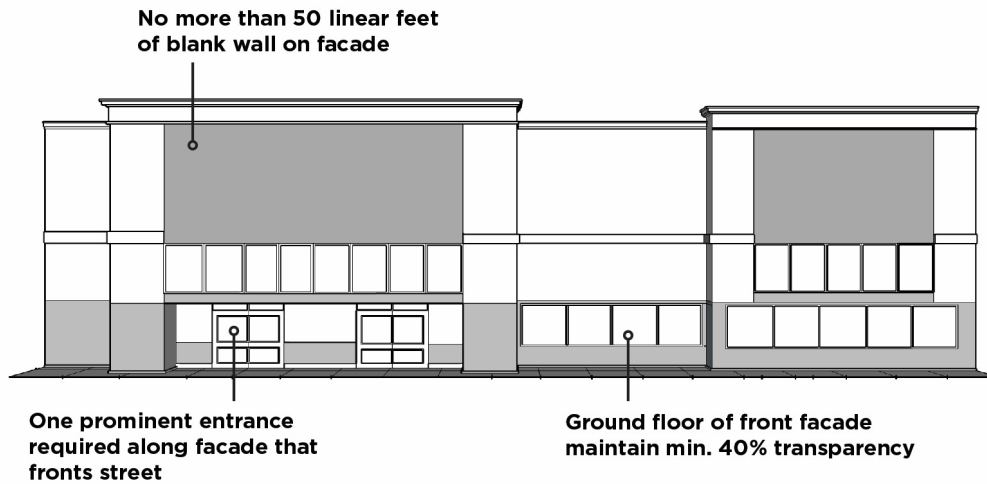 No more than 50 linear feet
of blank wall on facade
One prominent entrance
required along facade that
fronts street
Ground floor of front facade
maintain min. 40% transparency